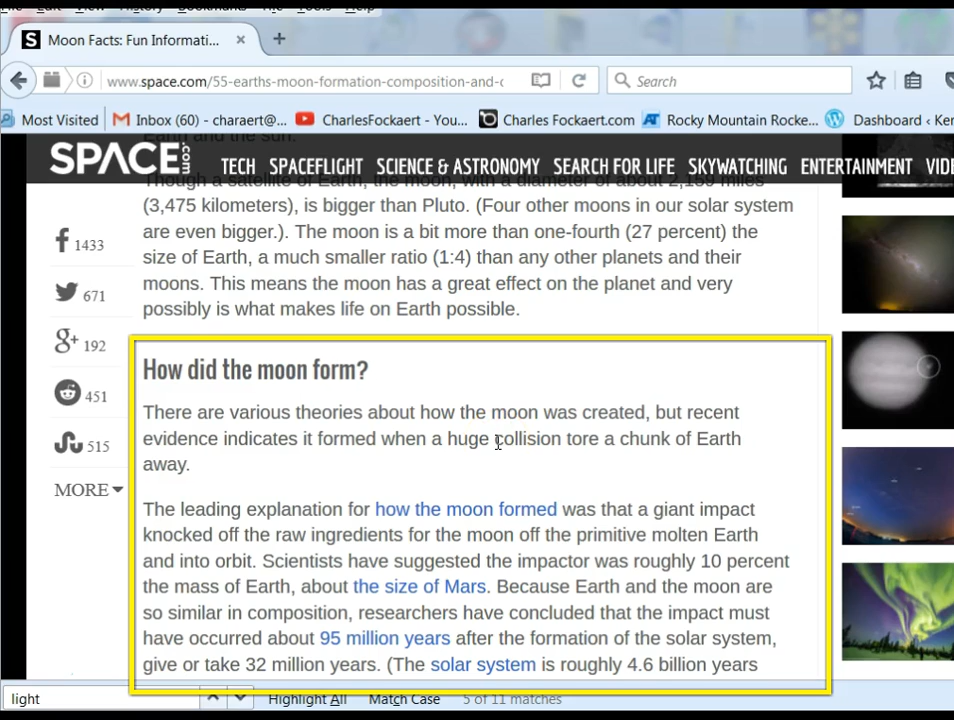 File Edit View History Bookmarks Tools Help
Moon Facts: Fun Informati... × +
www.space.com/55-earths-moon-formation-composition-and-c
Search
Most Visited
Inbox (60) - charaert@...
CharlesFockaert - You...
Charles Fockaert.com
Rocky Mountain Rocke...
Dashboard ‹ Ker
SPACE.com
TECH SPACEFLIGHT SCIENCE & ASTRONOMY SEARCH FOR LIFE SKYWATCHING ENTERTAINMENT VIDE
Earth and the sun.
Though a satellite of Earth, the moon, with a diameter of about 2,159 miles
(3,475 kilometers), is bigger than Pluto. (Four other moons in our solar system
are even bigger.). The moon is a bit more than one-fourth (27 percent) the
size of Earth, a much smaller ratio (1:4) than any other planets and their
moons. This means the moon has a great effect on the planet and very
possibly is what makes life on Earth possible.
1433
671
192
451
515
MORE
How did the moon form?
There are various theories about how the moon was created, but recent
evidence indicates it formed when a huge collision tore a chunk of Earth
away.
The leading explanation for how the moon formed was that a giant impact
knocked off the raw ingredients for the moon off the primitive molten Earth
and into orbit. Scientists have suggested the impactor was roughly 10 percent
the mass of Earth, about the size of Mars. Because Earth and the moon are
so similar in composition, researchers have concluded that the impact must
have occurred about 95 million years after the formation of the solar system,
give or take 32 million years. (The solar system is roughly 4.6 billion years
light
Highlight All Match Case 5 of 11 matches